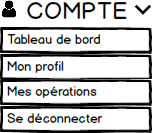 COMPTE
Tableau de bord
Mon profil
Mes opérations
Se déconnecter